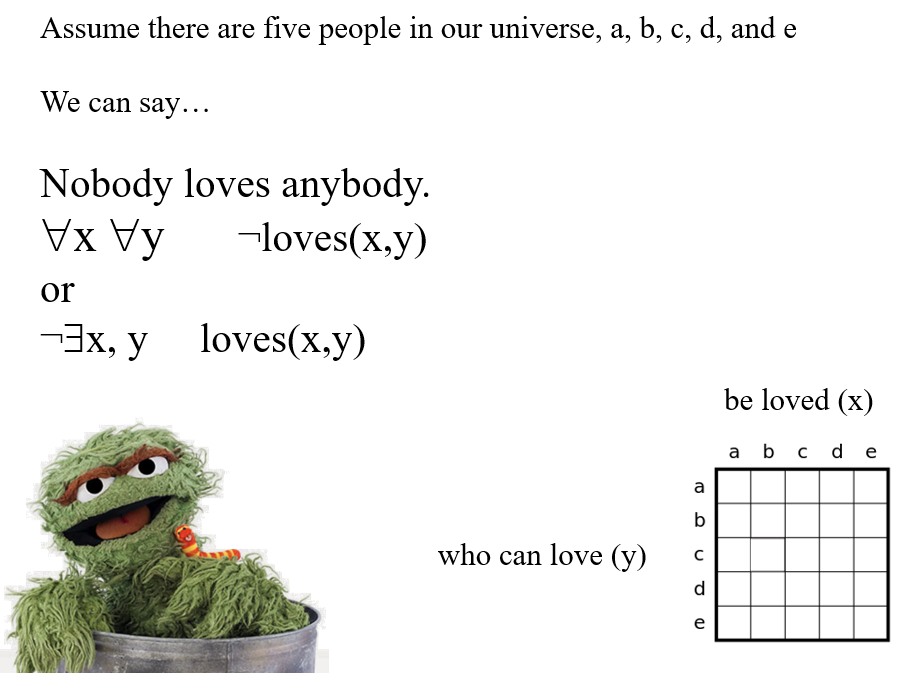 Assume there are five people in our universe, a, b, c, d, and e
We can say…
Nobody loves anybody.
∀x ∀y ¬loves(x,y)
or
¬∃x, y loves(x,y)
be loved (x)
a b c d e
a
b
who can love (y) c
d
e